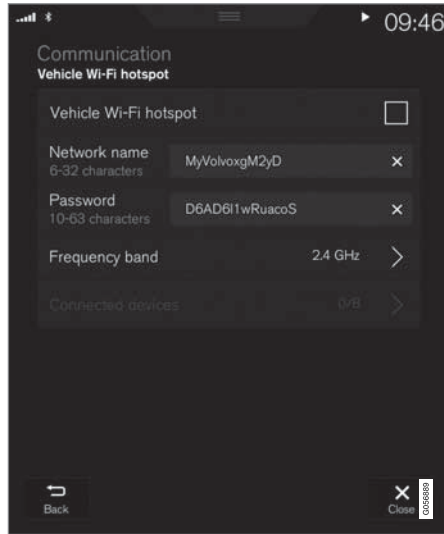 09:46
Communication
Vehicle Wi-Fi hotspot
Vehicle Wi-Fi hotspot
Network name
6-32 characters
MyVolvoxgM2yD
Password
10-63 characters
D6AD6l1wRuacoS
Frequency band 2.4 GHz
Connected devices 0/8
Back
Close
G056889